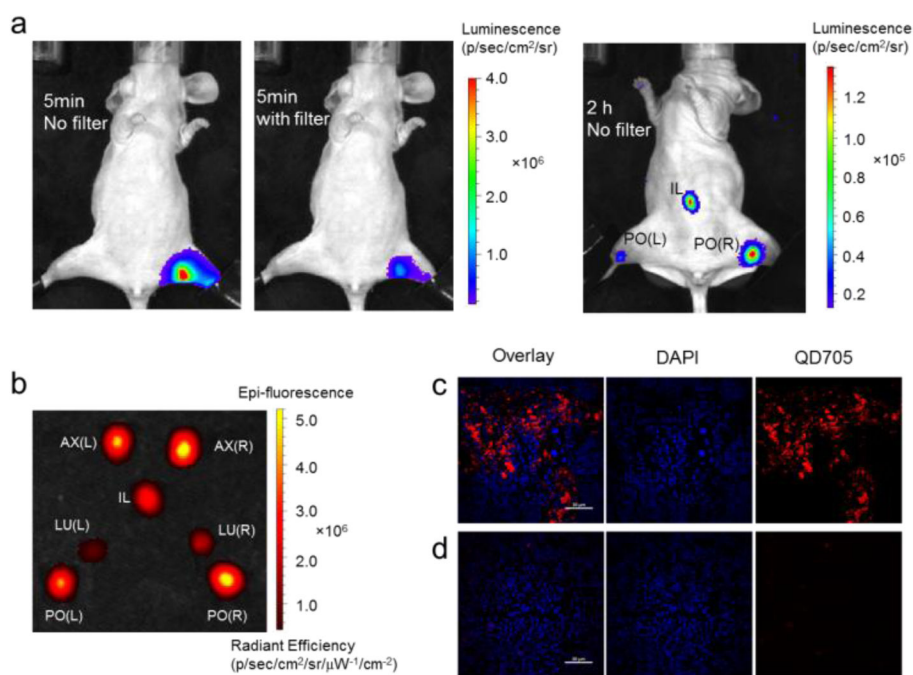 a
5min
No filter
5min
with filter
Luminescence
(p/sec/cm²/sr)
4.0
3.0
×10⁶
2.0
1.0
2 h
No filter
IL
PO(L)
PO(R)
Luminescence
(p/sec/cm²/sr)
1.2
1.0
×10⁵
0.8
0.6
0.4
0.2
b
AX(L)
AX(R)
IL
LU(L)
LU(R)
PO(L)
PO(R)
Epi-fluorescence
5.0
4.0
3.0
×10⁶
2.0
1.0
Radiant Efficiency
(p/sec/cm²/sr/μW⁻¹/cm⁻²)
Overlay
DAPI
QD705
c
d